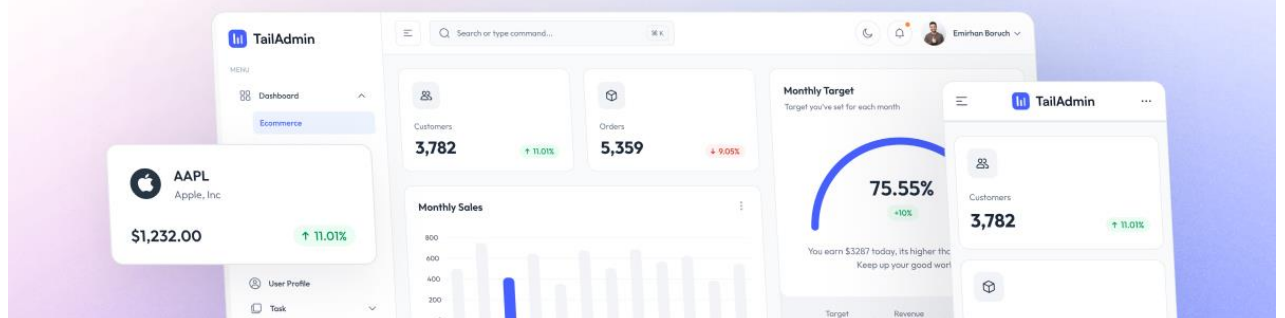 TailAdmin
MENU
Dashboard
Ecommerce
AAPL
Apple, Inc
$1,232.00
↑ 11.01%
User Profile
Task
Search or type command...
⌘ K
Emirhan Boruch
Customers
3,782
↑ 11.01%
Orders
5,359
↓ 9.05%
Monthly Sales
800
600
400
200
Monthly Target
Target you've set for each month
75.55%
+10%
You earn $3287 today, its higher
Keep up your good
Target
Revenue
TailAdmin
Customers
3,782
↑ 11.01%